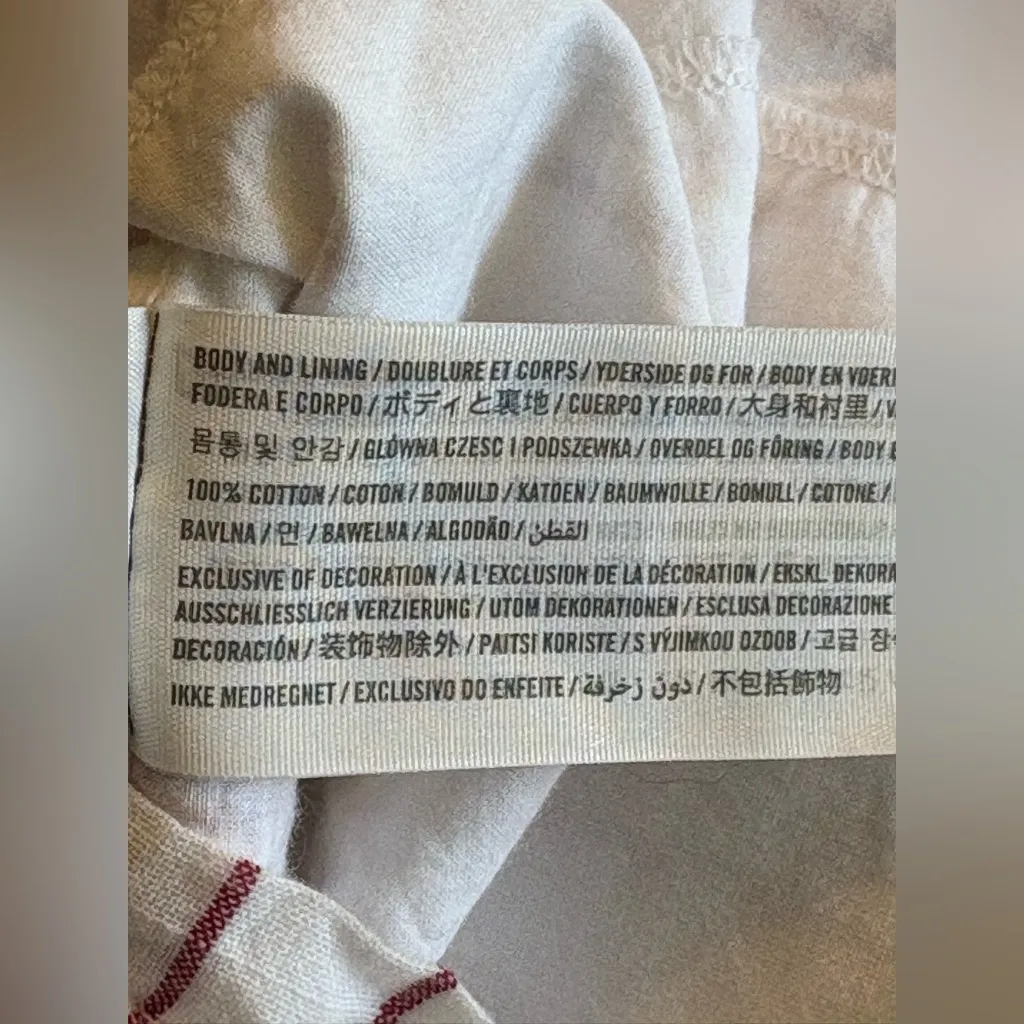 BODY AND LINING / DOUBLURE ET CORPS / YDERSIDE OG FOR / BODY EN VOERI
FODERA E CORPO / ボディと裏地 / CUERPO Y FORRO / 大身和衬里 / V
몸통 및 안감 / GLÓWNA CZESC I PODSZEWKA / OVERDEL OG FÔRING / BODY E
100% COTTON / COTON / BOMULD / KATOEN / BAUMWOLLE / BOMULL / COTONE /
BAVLNA / 면 / BAWELNA / ALGODÃO / القطن
EXCLUSIVE OF DECORATION / À L'EXCLUSION DE LA DÉCORATION / EKSKL. DEKORA
AUSSCHLIESSLICH VERZIERUNG / UTOM DEKORATIONEN / ESCLUSA DECORAZIONE
DECORACIÓN / 装饰物除外 / PAITSI KORISTE / S VÝJIMKOU OZDOB / 고급 장
IKKE MEDREGNET / EXCLUSIVO DO ENFEITE / دون زخرفة / 不包括飾物